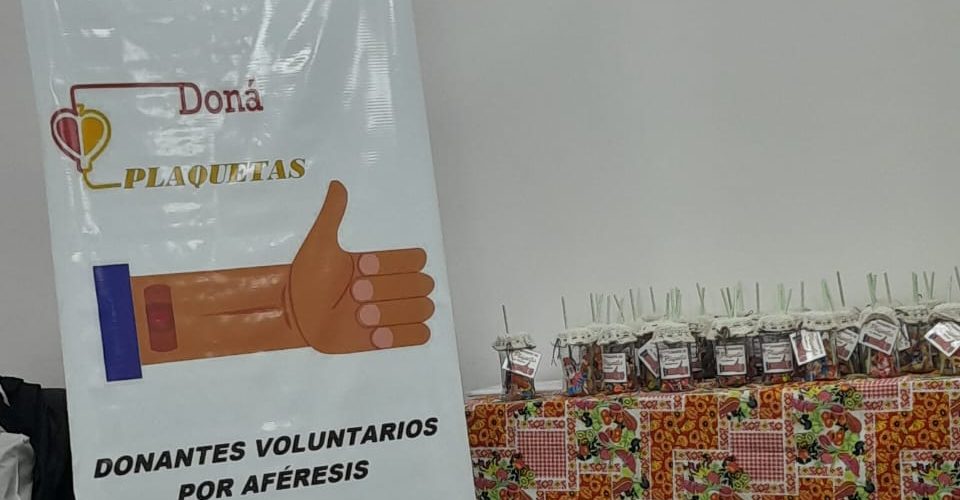 Doná
PLAQUETAS
DONANTES VOLUNTARIOS
POR AFÉRESIS